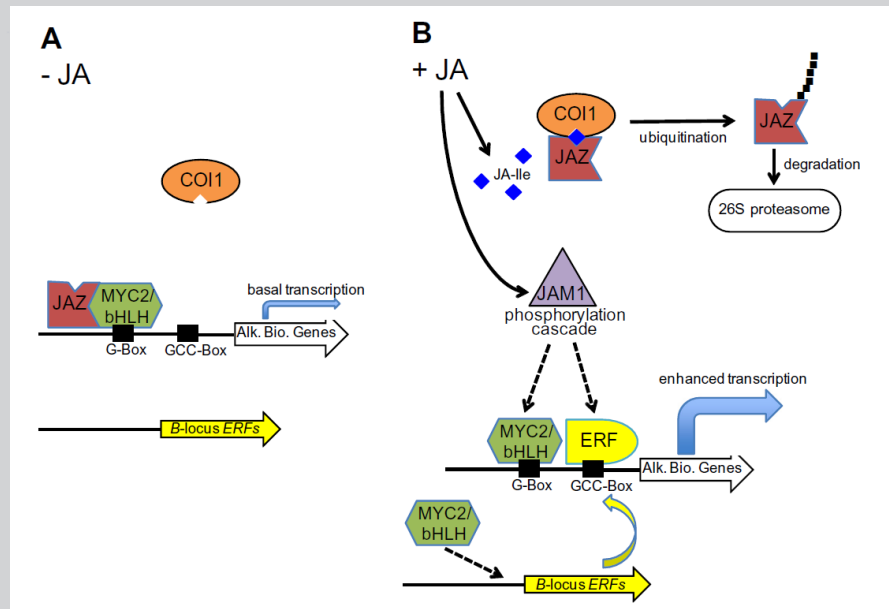 A
- JA
COI1
JAZ
MYC2/
bHLH
basal transcription
Alk. Bio. Genes
G-Box
GCC-Box
B-locus ERFs
B
+ JA
COI1
JAZ
JA-Ile
ubiquitination
JAZ
degradation
26S proteasome
JAM1
phosphorylation
cascade
enhanced transcription
MYC2/
bHLH
ERF
Alk. Bio. Genes
G-Box
GCC-Box
MYC2/
bHLH
B-locus ERFs